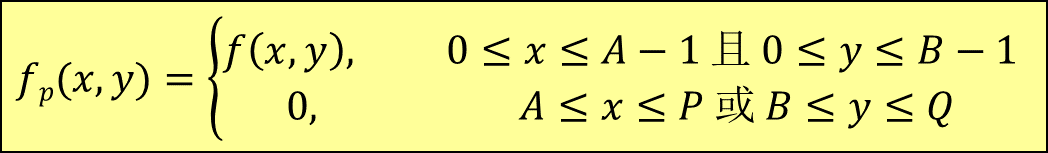 f_p(x, y) = { f(x, y), 0 ≤ x ≤ A − 1 且 0 ≤ y ≤ B − 1
0, A ≤ x ≤ P 或 B ≤ y ≤ Q